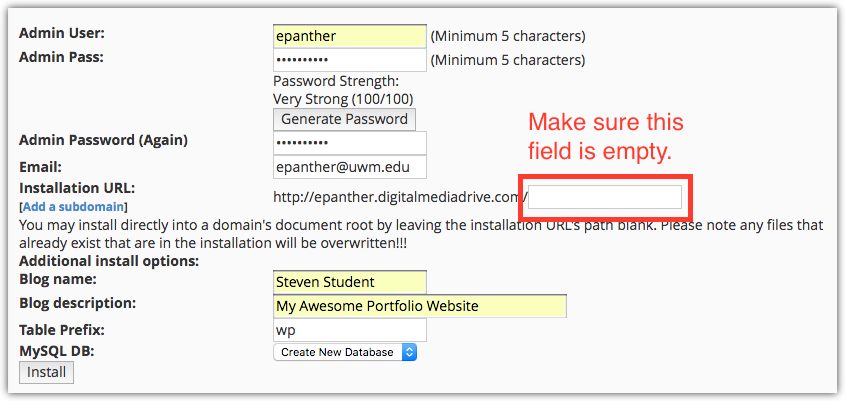 Admin User: epanther (Minimum 5 characters)
Admin Pass: •••••••••• (Minimum 5 characters)
Password Strength:
Very Strong (100/100)
Generate Password
Admin Password (Again) ••••••••••
Make sure this
field is empty.
Email: epanther@uwm.edu
Installation URL: http://epanther.digitalmediadrive.com/
[Add a subdomain]
You may install directly into a domain's document root by leaving the installation URL's path blank. Please note any files that
already exist that are in the installation will be overwritten!!!
Additional install options:
Blog name: Steven Student
Blog description: My Awesome Portfolio Website
Table Prefix: wp
MySQL DB: Create New Database
Install